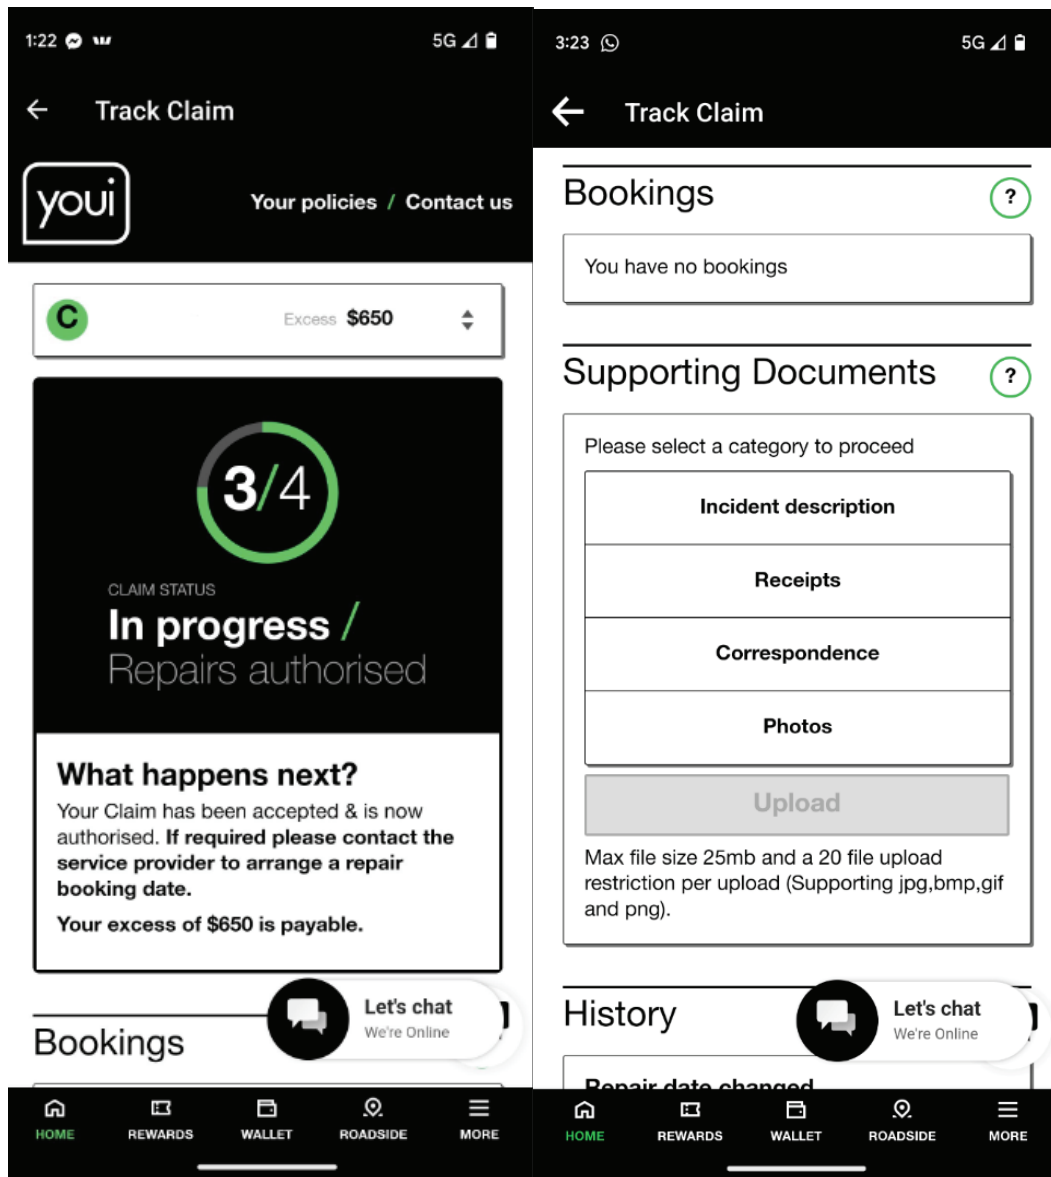 1:22
5G
Track Claim
youi
Your policies / Contact us
C
Excess $650
3/4
CLAIM STATUS
In progress /
Repairs authorised
What happens next?
Your Claim has been accepted & is now
authorised. If required please contact the
service provider to arrange a repair
booking date.
Your excess of $650 is payable.
Let's chat
We're Online
Bookings
HOME
REWARDS
WALLET
ROADSIDE
MORE
3:23
5G
Track Claim
Bookings
?
You have no bookings
Supporting Documents
?
Please select a category to proceed
Incident description
Receipts
Correspondence
Photos
Upload
Max file size 25mb and a 20 file upload
restriction per upload (Supporting jpg,bmp,gif
and png).
History
Let's chat
We're Online
Repair date changed
HOME
REWARDS
WALLET
ROADSIDE
MORE